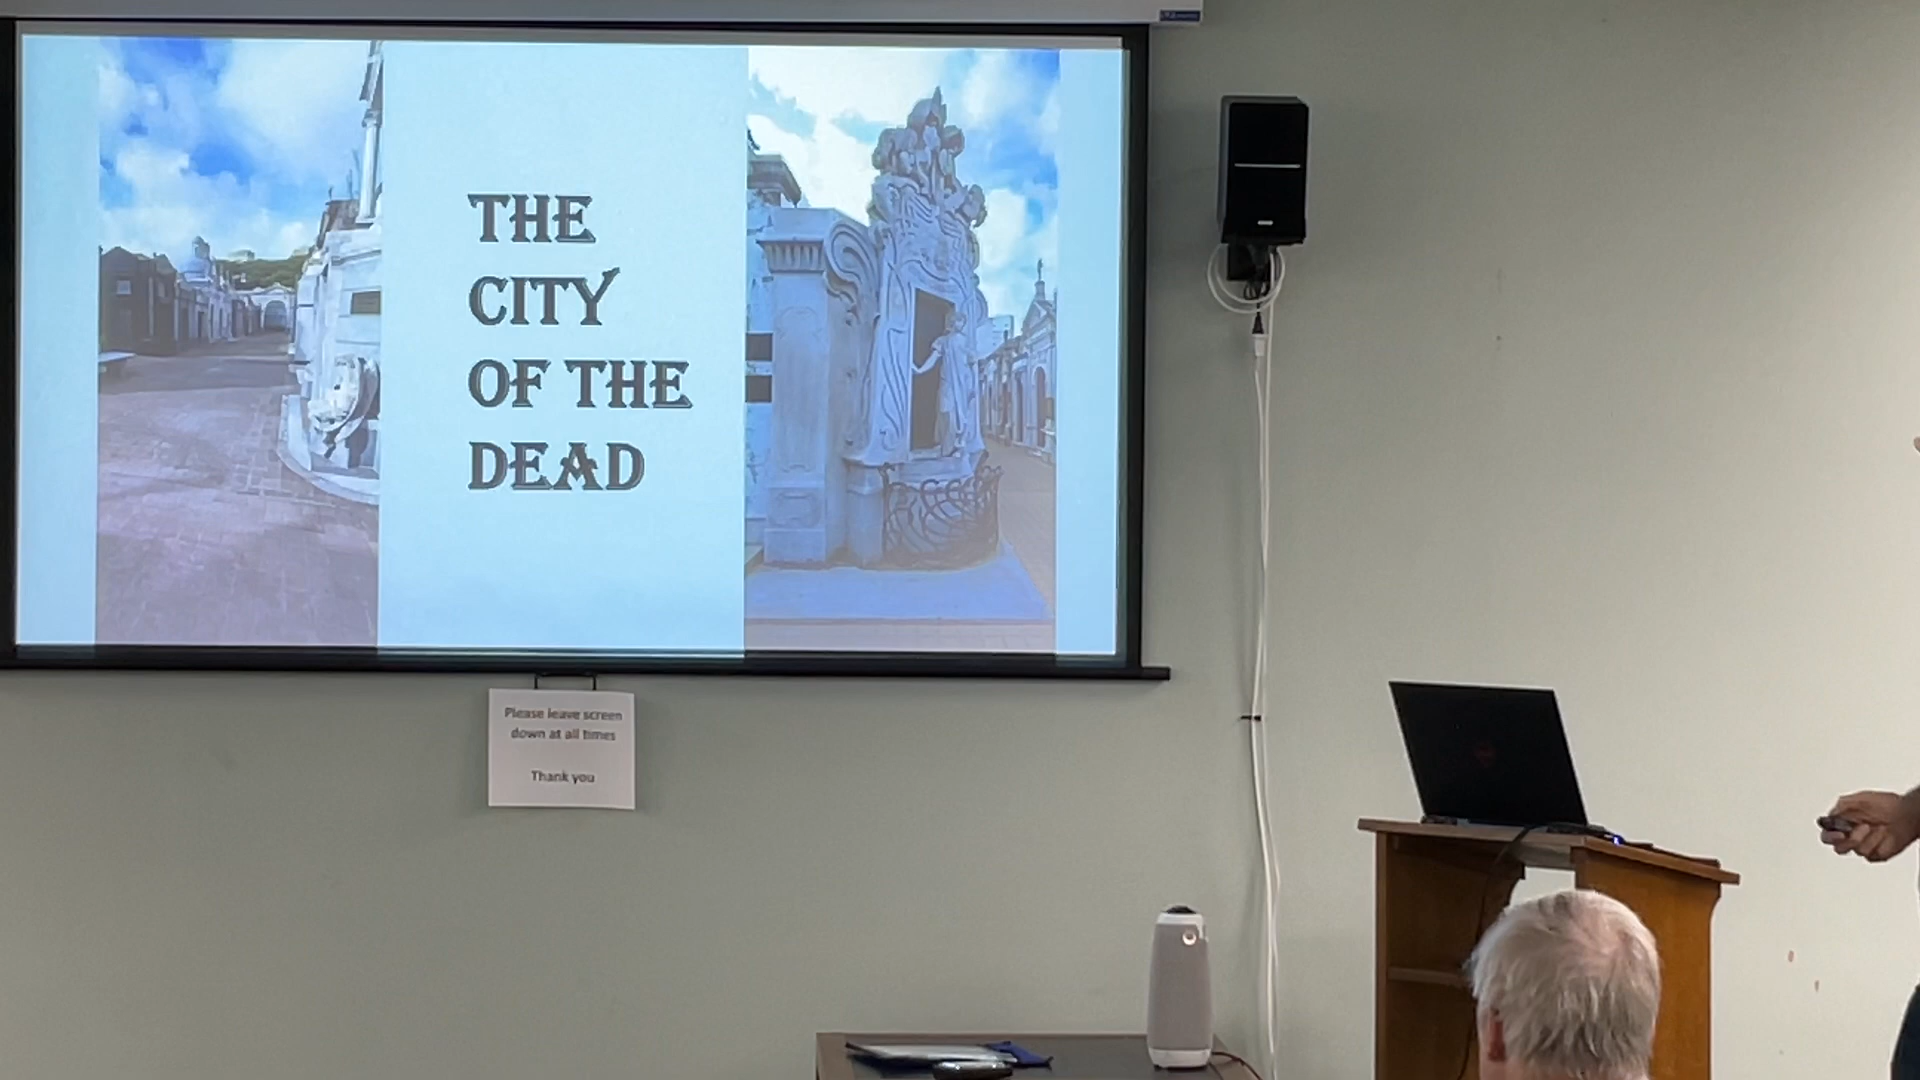 THE
CITY
OF THE
DEAD
Please leave screen
down at all times
Thank you